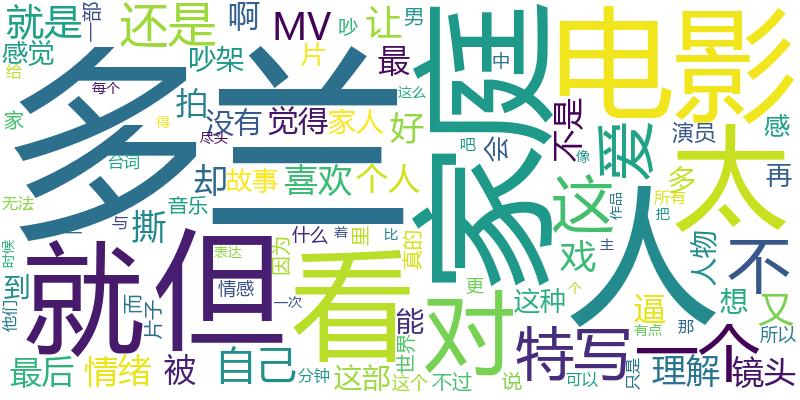 就是
一部
还是
啊
MV
吵
让
男
感觉
吵架
片
最
给
每个
多兰
拍
没有
觉得
家人
好
这么
家
得
尽头
却
故事
喜欢
个人
台词
无法
撕
音乐
与
一
就
但
什么
着
里
比
因为
真的
看
表达
时候
他们
到
而
片子
情感
一次
能
世界
最后
情绪
被
自己
分钟
这部
这个
不过
说
家庭
电影
中
不是
演员
感
吧
会
爱
像
太
多
再
人
这
作品
把
所有
戏
主
人物
不
更
个
对
这种
逼
想
又
有点
那
所以
特写
一个
可以
只是
理解
镜头